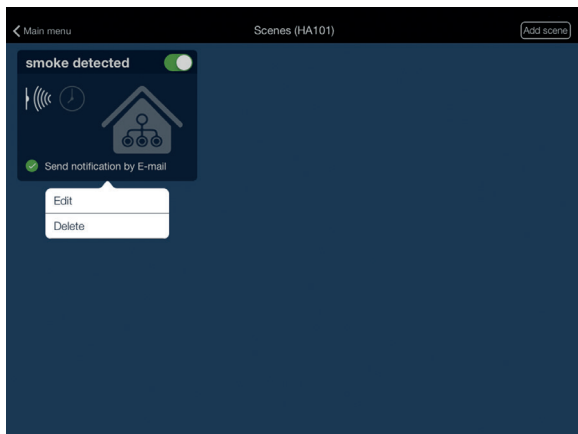 Main menu
Scenes (HA101)
Add scene
smoke detected
Send notification by E-mail
Edit
Delete